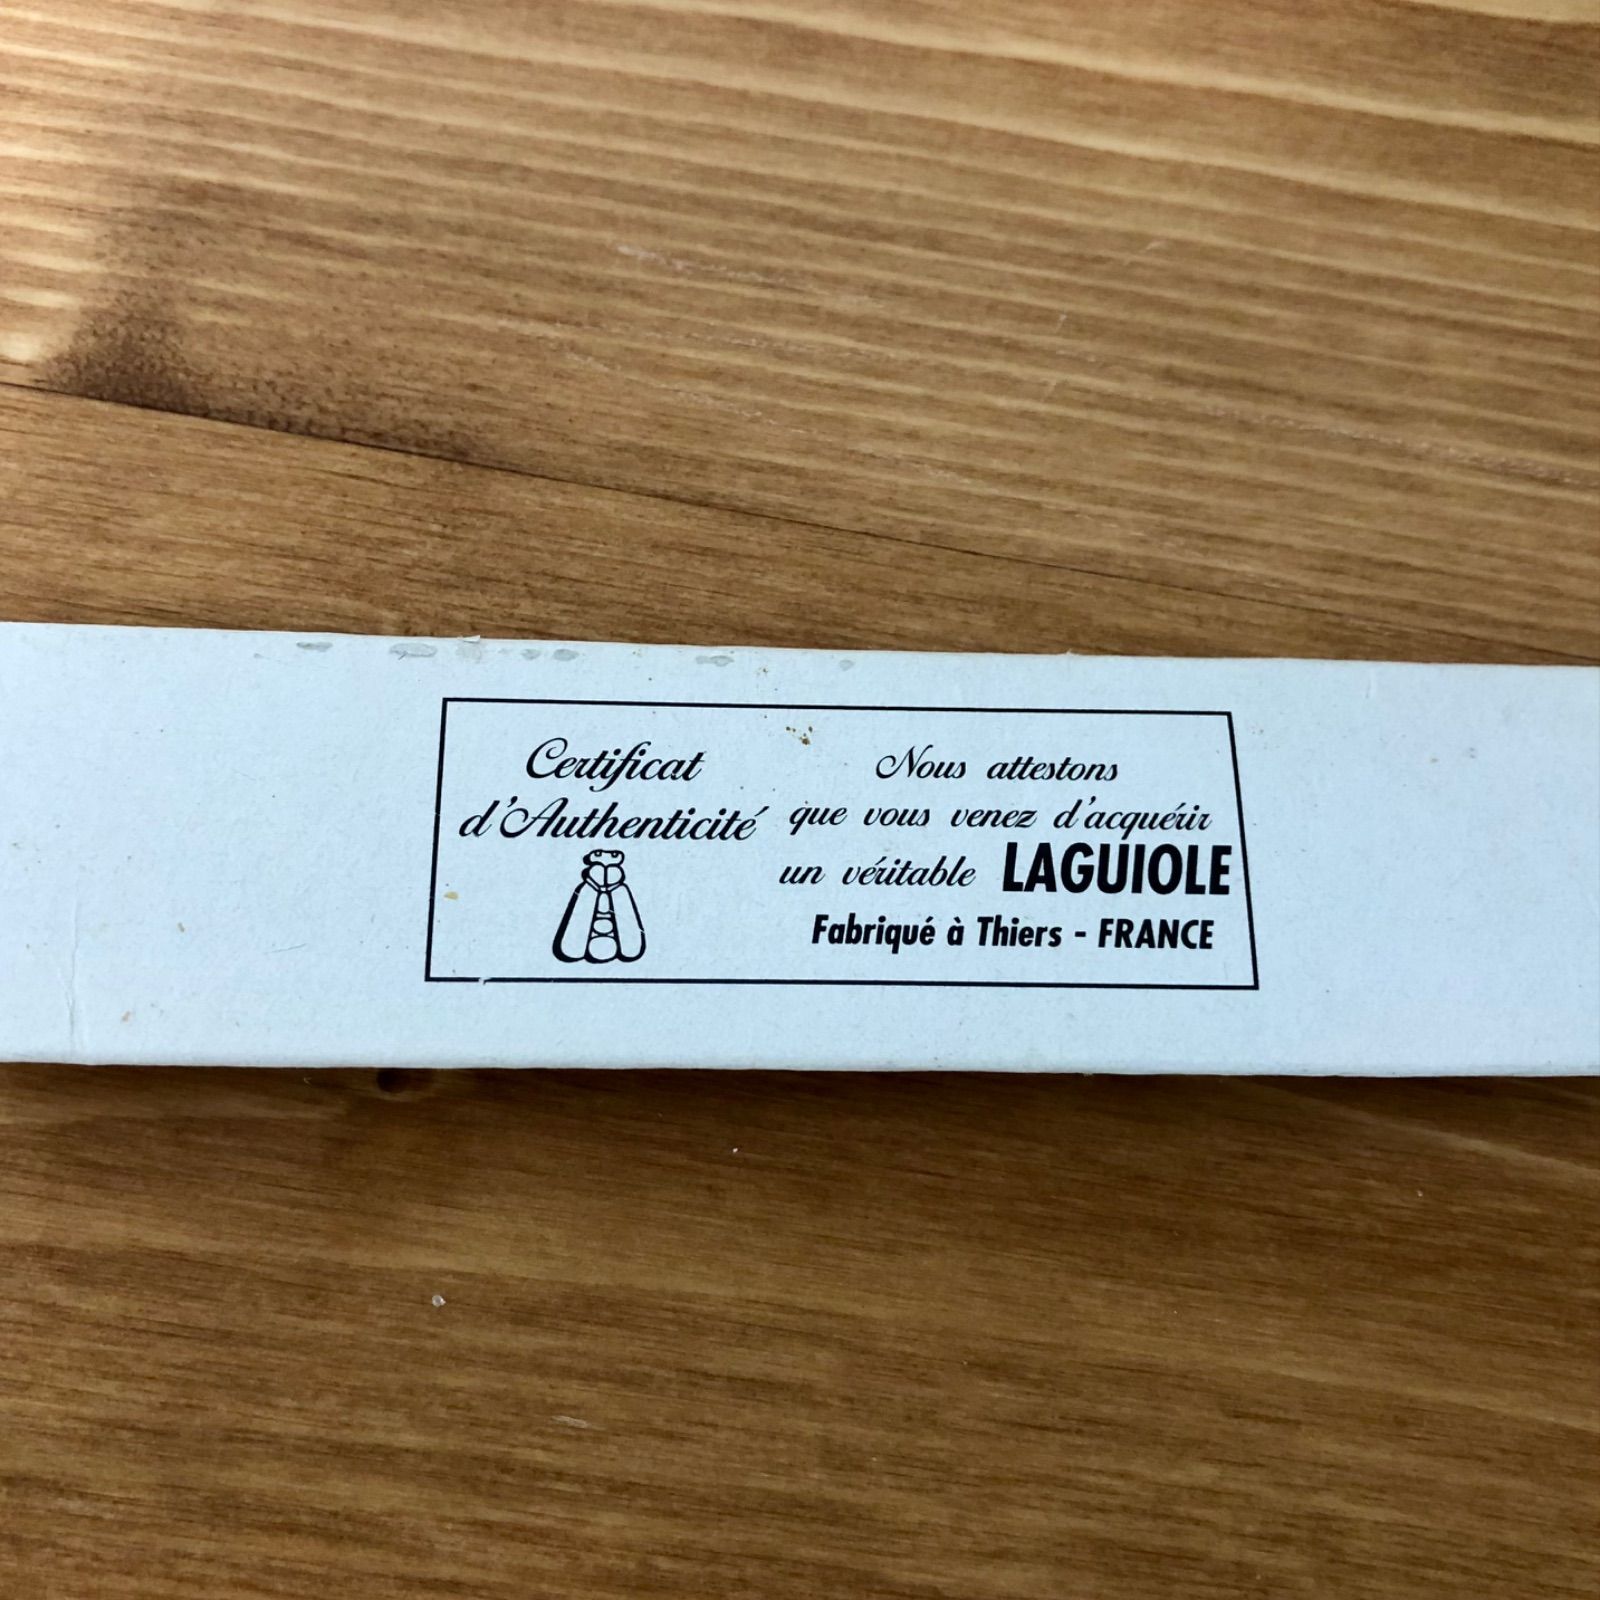 Certificat
d'Authenticité
Nous attestons
que vous venez d'acquérir
un véritable LAGUIOLE
Fabriqué à Thiers - FRANCE